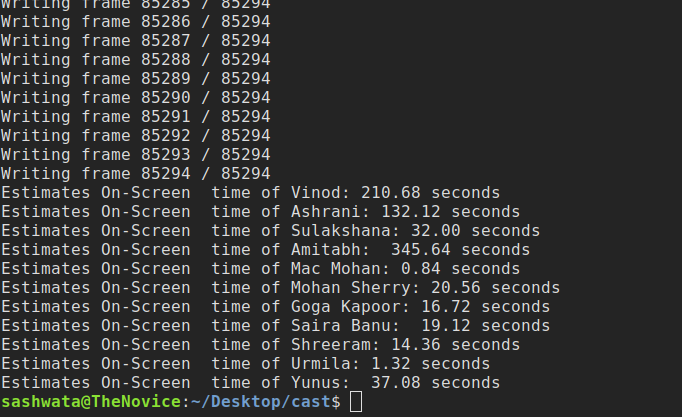 Writing frame 85285 / 85294
Writing frame 85286 / 85294
Writing frame 85287 / 85294
Writing frame 85288 / 85294
Writing frame 85289 / 85294
Writing frame 85290 / 85294
Writing frame 85291 / 85294
Writing frame 85292 / 85294
Writing frame 85293 / 85294
Writing frame 85294 / 85294
Estimates On-Screen  time of Vinod: 210.68 seconds
Estimates On-Screen  time of Ashrani: 132.12 seconds
Estimates On-Screen  time of Sulakshana: 32.00 seconds
Estimates On-Screen  time of Amitabh:  345.64 seconds
Estimates On-Screen  time of Mac Mohan: 0.84 seconds
Estimates On-Screen  time of Mohan Sherry: 20.56 seconds
Estimates On-Screen  time of Goga Kapoor: 16.72 seconds
Estimates On-Screen  time of Saira Banu:  19.12 seconds
Estimates On-Screen  time of Shreeram: 14.36 seconds
Estimates On-Screen  time of Urmila: 1.32 seconds
Estimates On-Screen  time of Yunus:  37.08 seconds
sashwata@TheNovice:~/Desktop/cast$